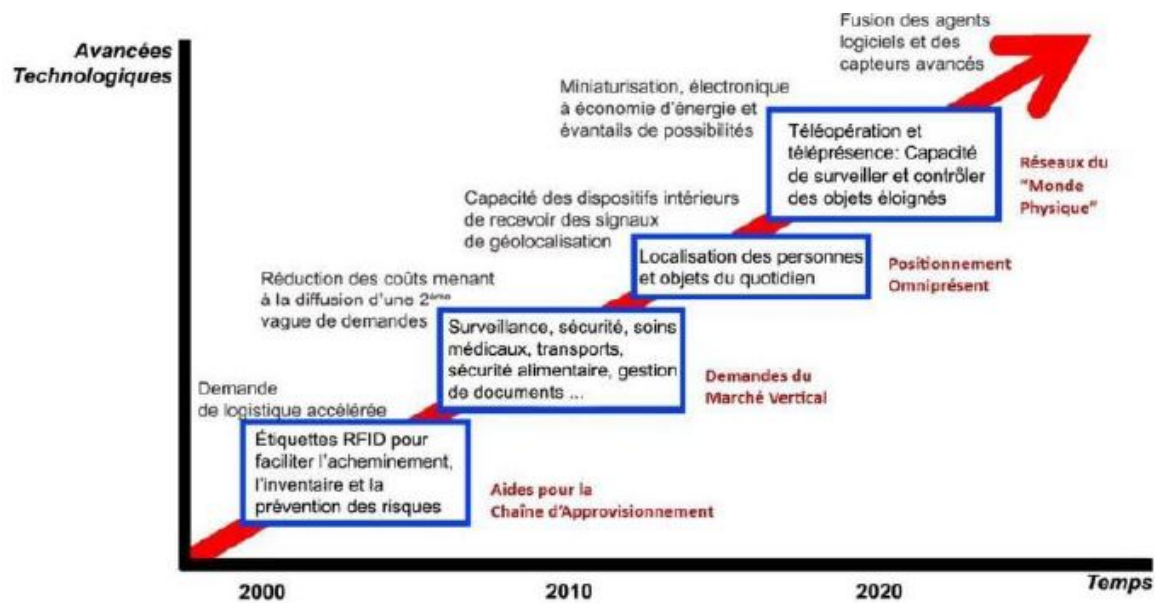 Avancées
Technologiques
Fusion des agents
logiciels et des
capteurs avancés
Miniaturisation, électronique
à économie d'énergie et
évantails de possibilités
Téléopération et
téléprésence: Capacité
de surveiller et contrôler
des objets éloignés
Réseaux du
"Monde
Physique"
Capacité des dispositifs intérieurs
de recevoir des signaux
de géolocalisation
Localisation des personnes
et objets du quotidien
Positionnement
Omniprésent
Réduction des coûts menant
à la diffusion d'une 2ème
vague de demandes
Surveillance, sécurité, soins
médicaux, transports,
sécurité alimentaire, gestion
de documents ...
Demandes du
Marché Vertical
Demande
de logistique accélérée
Étiquettes RFID pour
faciliter l'acheminement,
l'inventaire et la
prévention des risques
Aides pour la
Chaîne d'Approvisionnement
2000
2010
2020
Temps